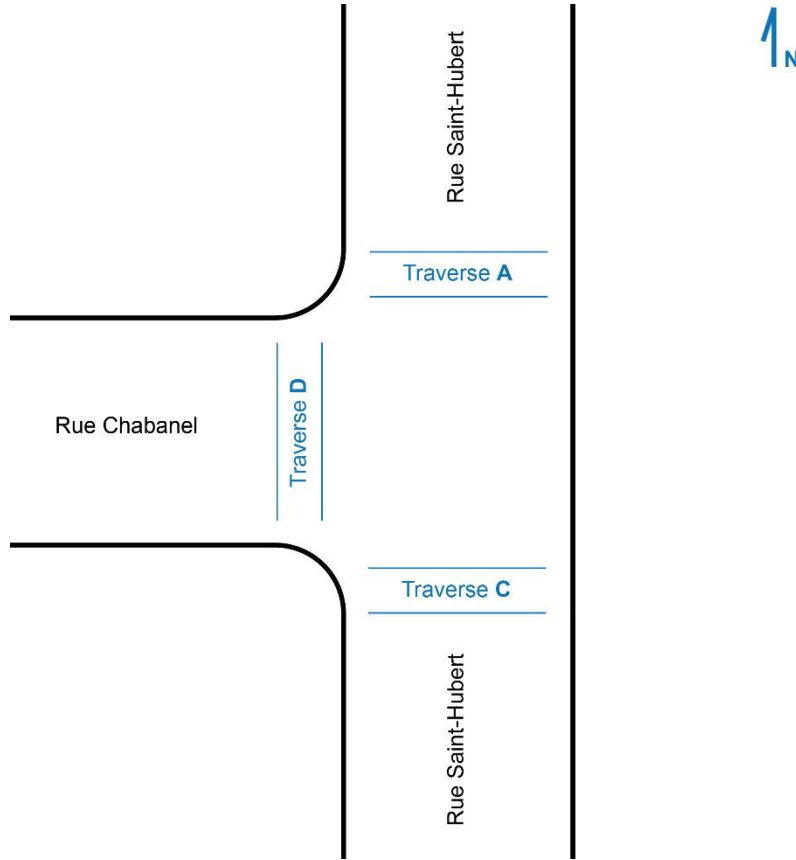 N
Rue Saint-Hubert
Traverse A
Traverse D
Rue Chabanel
Traverse C
Rue Saint-Hubert